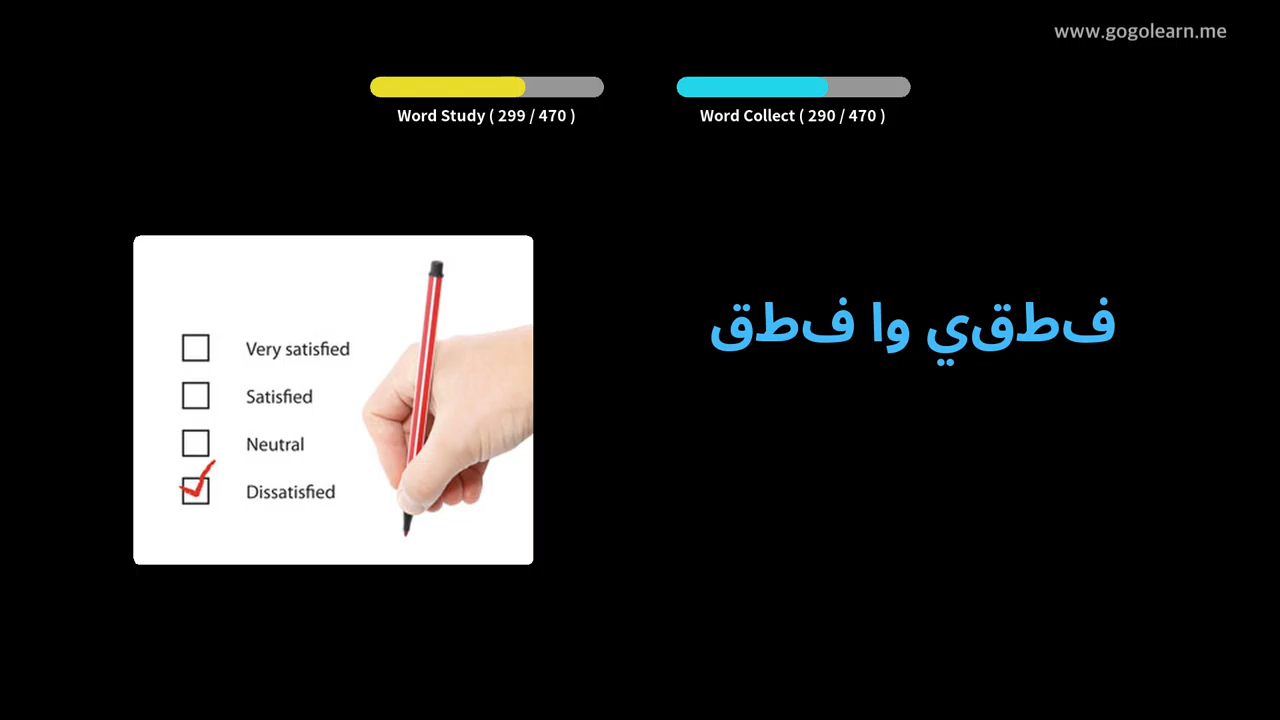 www.gogolearn.me
Word Study ( 299 / 470 )
Word Collect ( 290 / 470 )
فطقي وا فطق
Very satisfied
Satisfied
Neutral
Dissatisfied